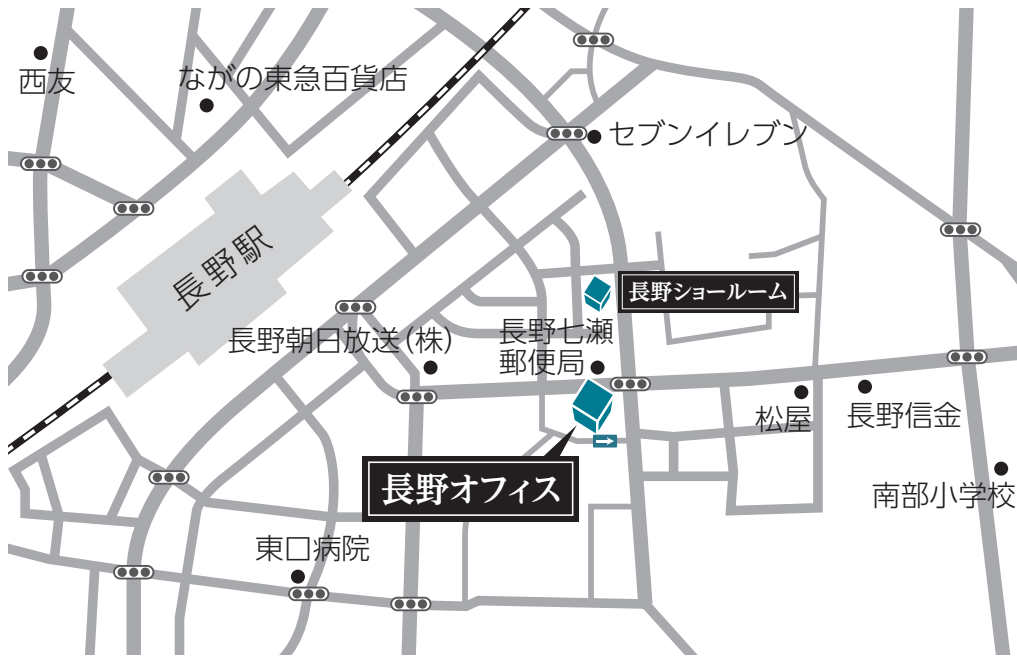 西友
ながの東急百貨店
セブンイレブン
長野駅
長野ショールーム
長野朝日放送(株)
長野七瀬
郵便局
松屋
長野信金
長野オフィス
南部小学校
東口病院